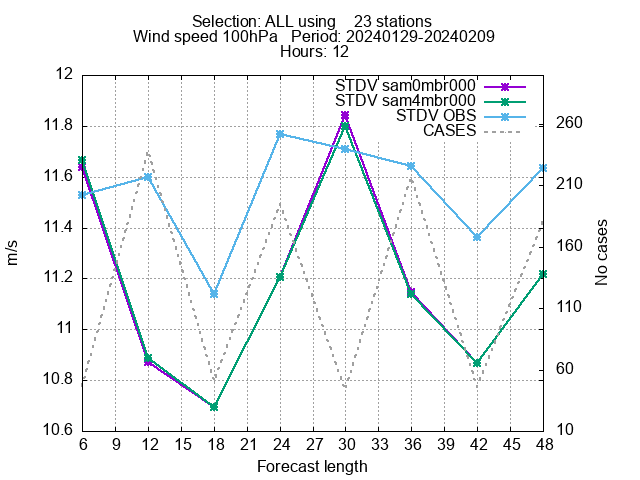 Selection: ALL using 23 stations
Wind speed 100hPa Period: 20240129-20240209
Hours: 12
STDV sam0mbr000
STDV sam4mbr000
STDV OBS
CASES
12
11.8
11.6
11.4
11.2
11
10.8
10.6
m/s
260
210
160
110
60
10
No cases
6 9 12 15 18 21 24 27 30 33 36 39 42 45 48
Forecast length